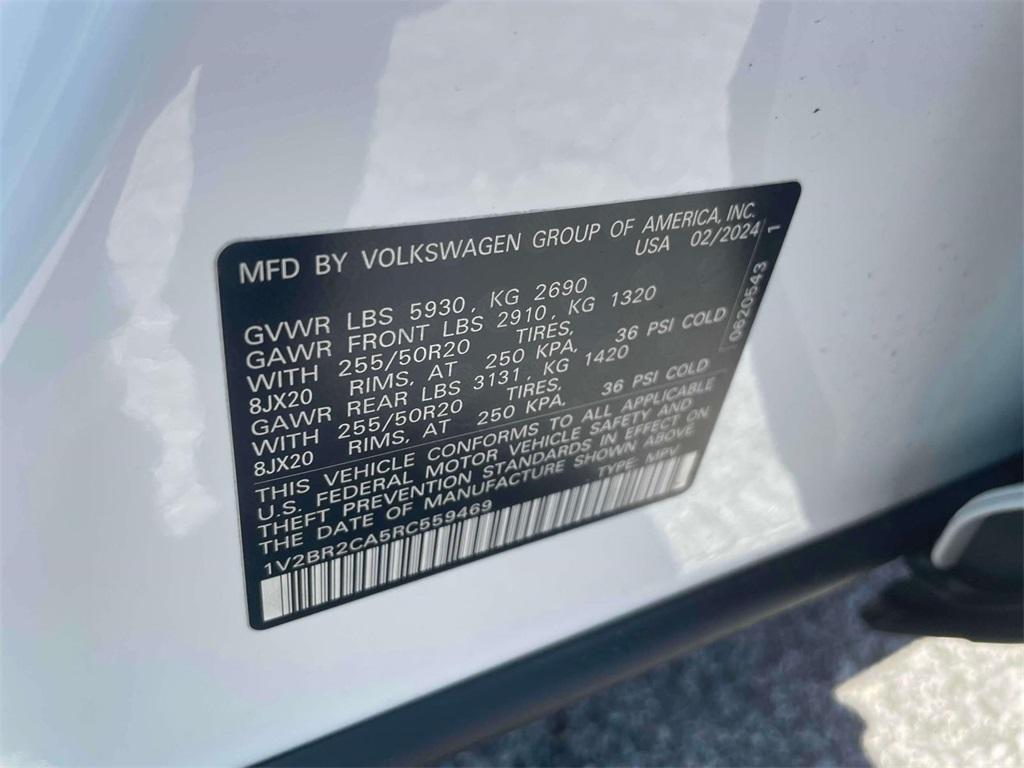 MFD BY VOLKSWAGEN GROUP OF AMERICA, INC.
USA 02/2024
GVWR LBS 5930, KG 2690
GAWR FRONT LBS 2910, KG 1320
WITH 255/50R20 TIRES,
8JX20 RIMS, AT 250 KPA, 36 PSI COLD
GAWR REAR LBS 3131, KG 1420
WITH 255/50R20 TIRES,
8JX20 RIMS, AT 250 KPA, 36 PSI COLD
THIS VEHICLE CONFORMS TO ALL APPLICABLE
U.S. FEDERAL MOTOR VEHICLE SAFETY AND
THEFT PREVENTION STANDARDS IN EFFECT ON
THE DATE OF MANUFACTURE SHOWN ABOVE
1V2BR2CA5RC559469 TYPE: MPV
0820543 1